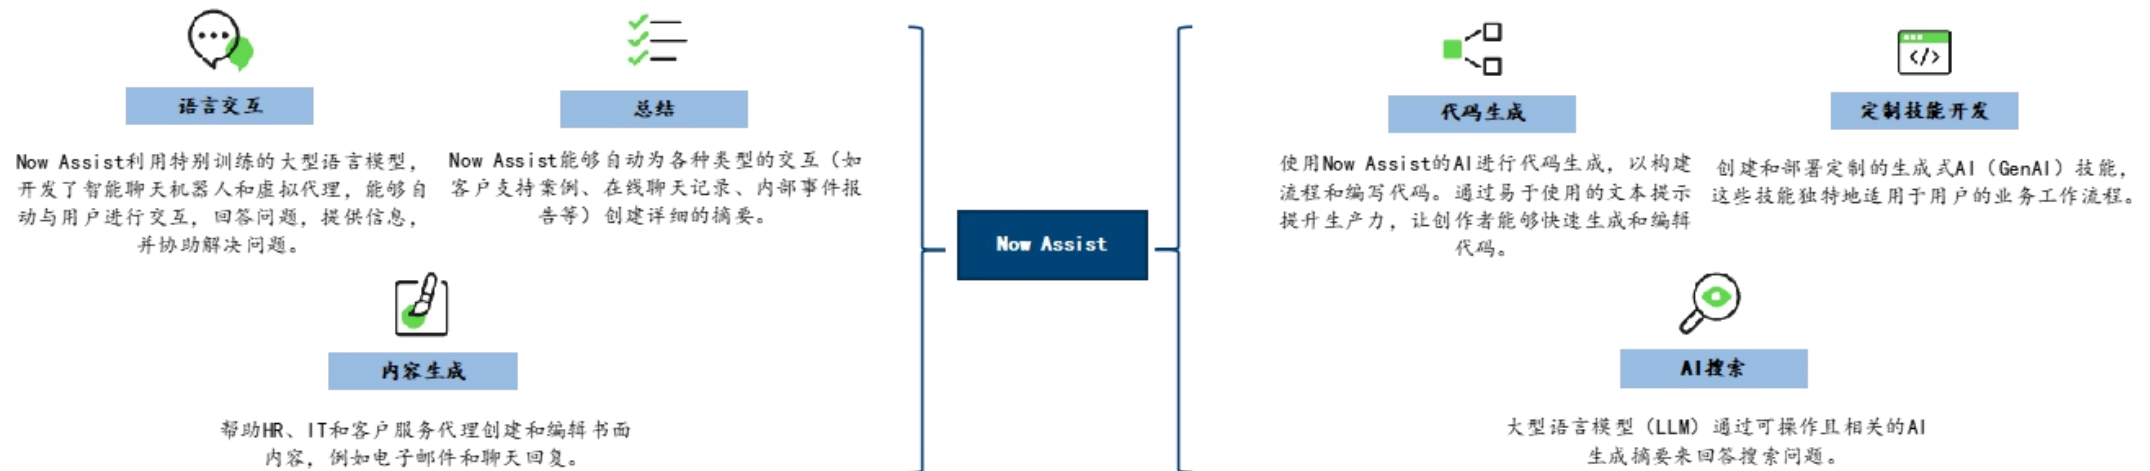 语言交互
Now Assist利用特别训练的大型语言模型，
开发了智能聊天机器人和虚拟代理，能够自
动与用户进行交互，回答问题，提供信息，
并协助解决问题。
总结
Now Assist能够自动为各种类型的交互（如
客户支持案例、在线聊天记录、内部事件报
告等）创建详细的摘要。
内容生成
帮助HR、IT和客户服务代理创建和编辑书面
内容，例如电子邮件和聊天回复。
Now Assist
代码生成
使用Now Assist的AI进行代码生成，以构建
流程和编写代码。通过易于使用的文本提示
提升生产力，让创作者能够快速生成和编辑
代码。
定制技能开发
</>
创建和部署定制的生成式AI（GenAI）技能，
这些技能独特地适用于用户的业务工作流程。
AI搜索
大型语言模型（LLM）通过可操作且相关的AI
生成摘要来回答搜索问题。